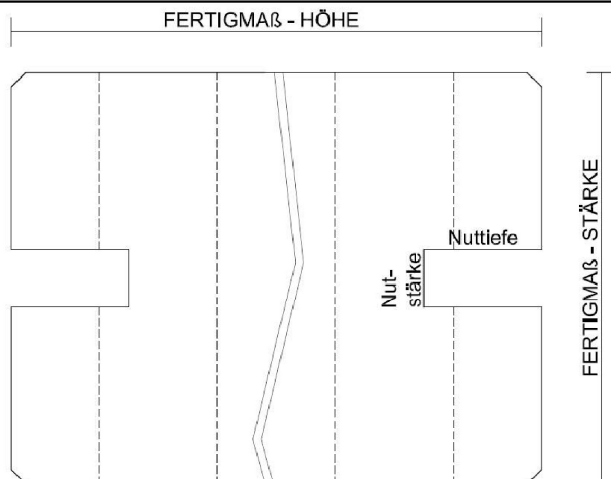 FERTIGMAß - HÖHE
Nuttiefe
Nut-
stärke
FERTIGMAß - STÄRKE